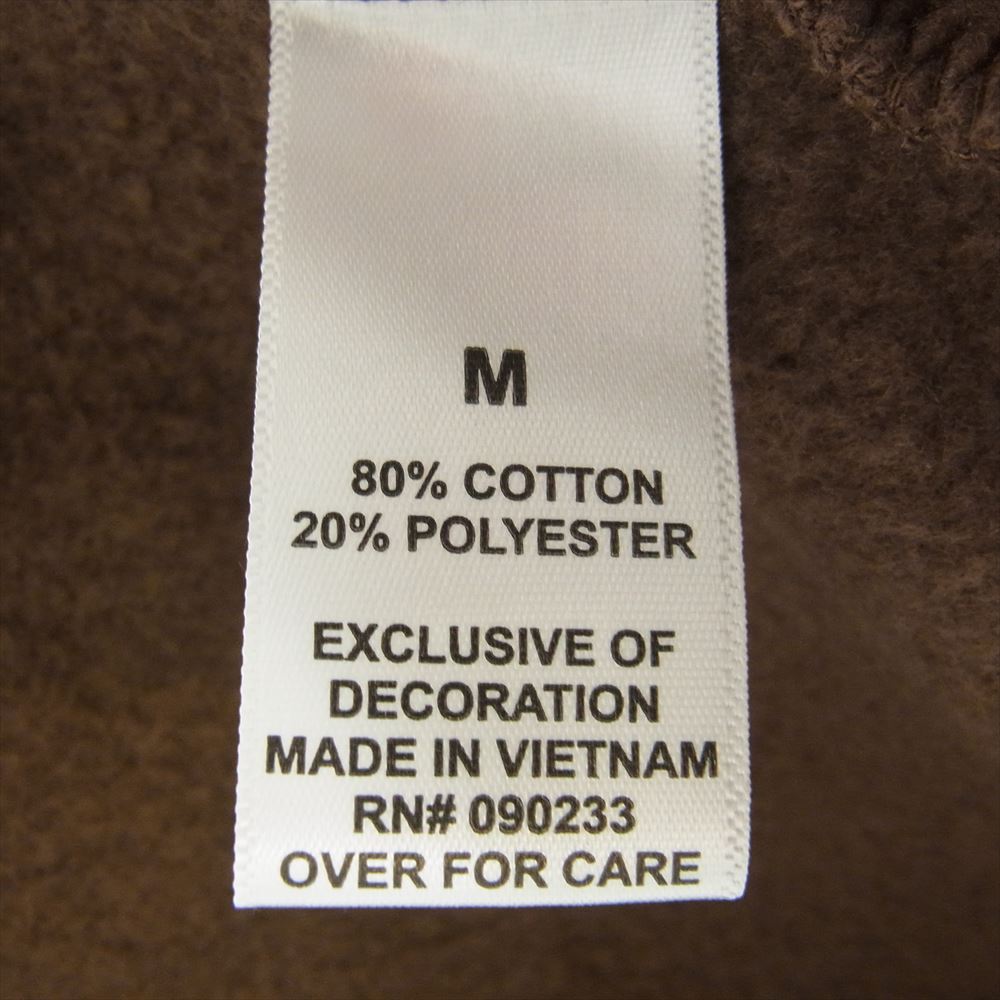 M
80% COTTON
20% POLYESTER
EXCLUSIVE OF
DECORATION
MADE IN VIETNAM
RN# 090233
OVER FOR CARE